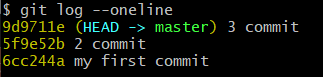 $ git log --oneline
9d9711e (HEAD -> master) 3 commit
5f9e52b 2 commit
6cc244a my first commit